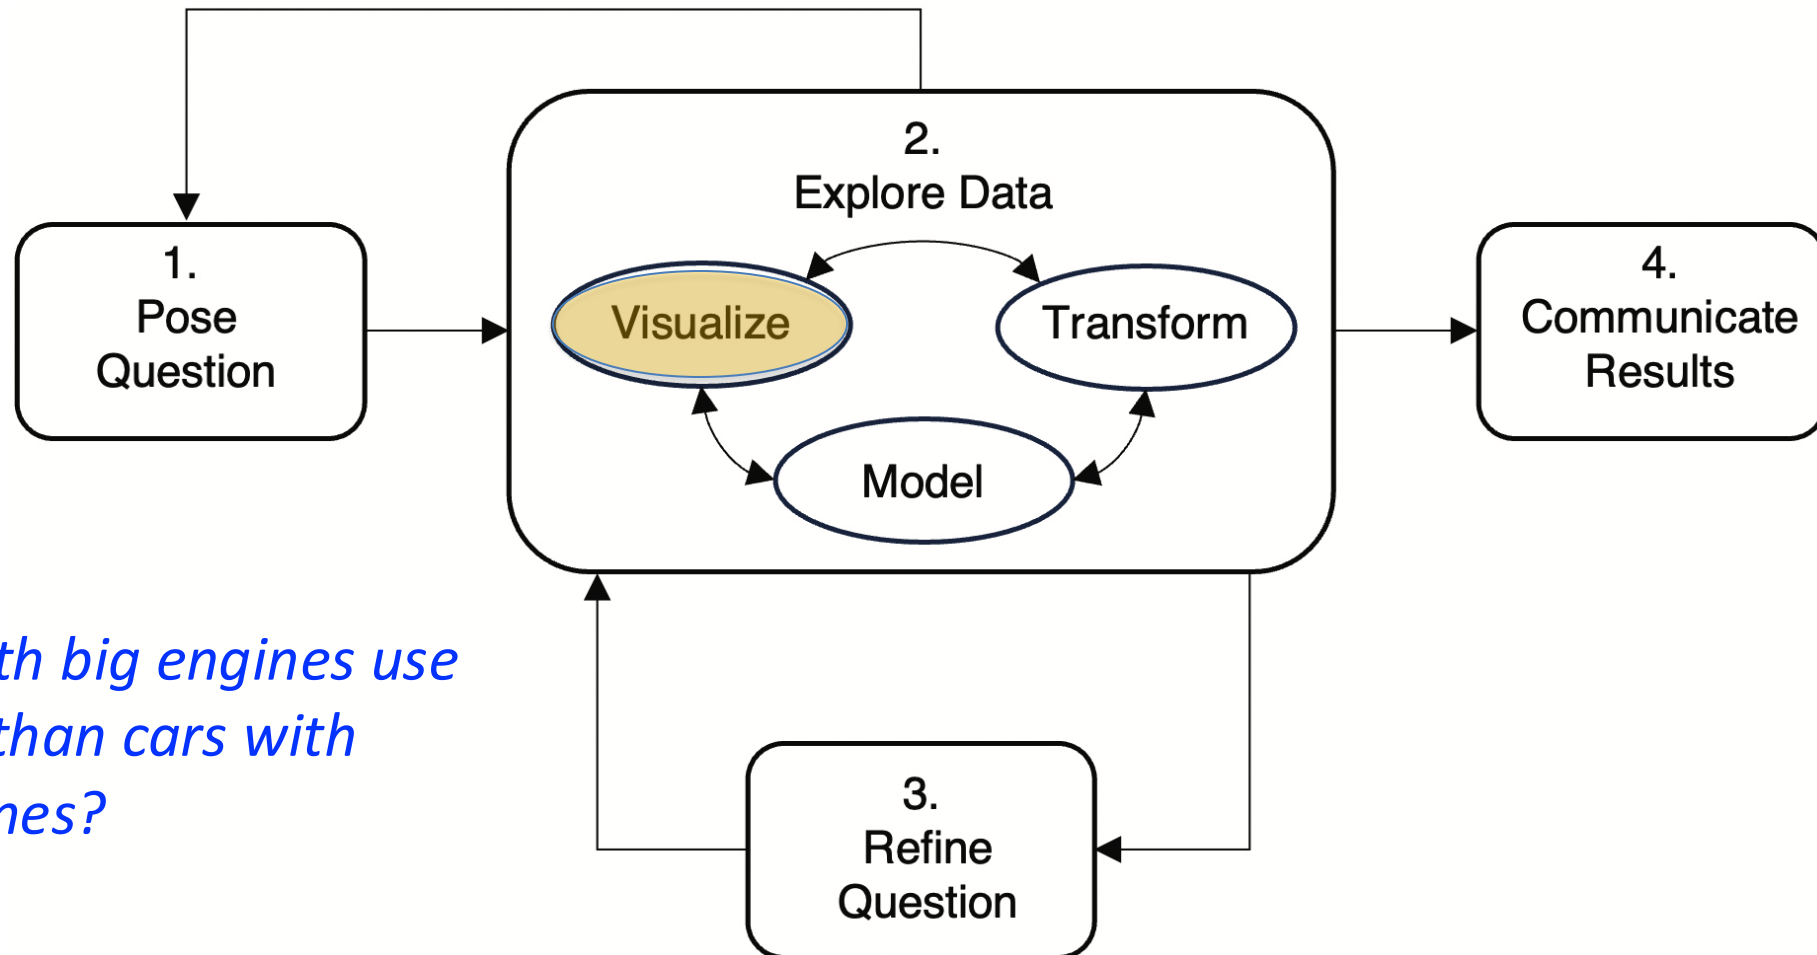 1.
Pose
Question
2.
Explore Data
Visualize
Transform
Model
4.
Communicate
Results
th big engines use
than cars with
nes?
3.
Refine
Question